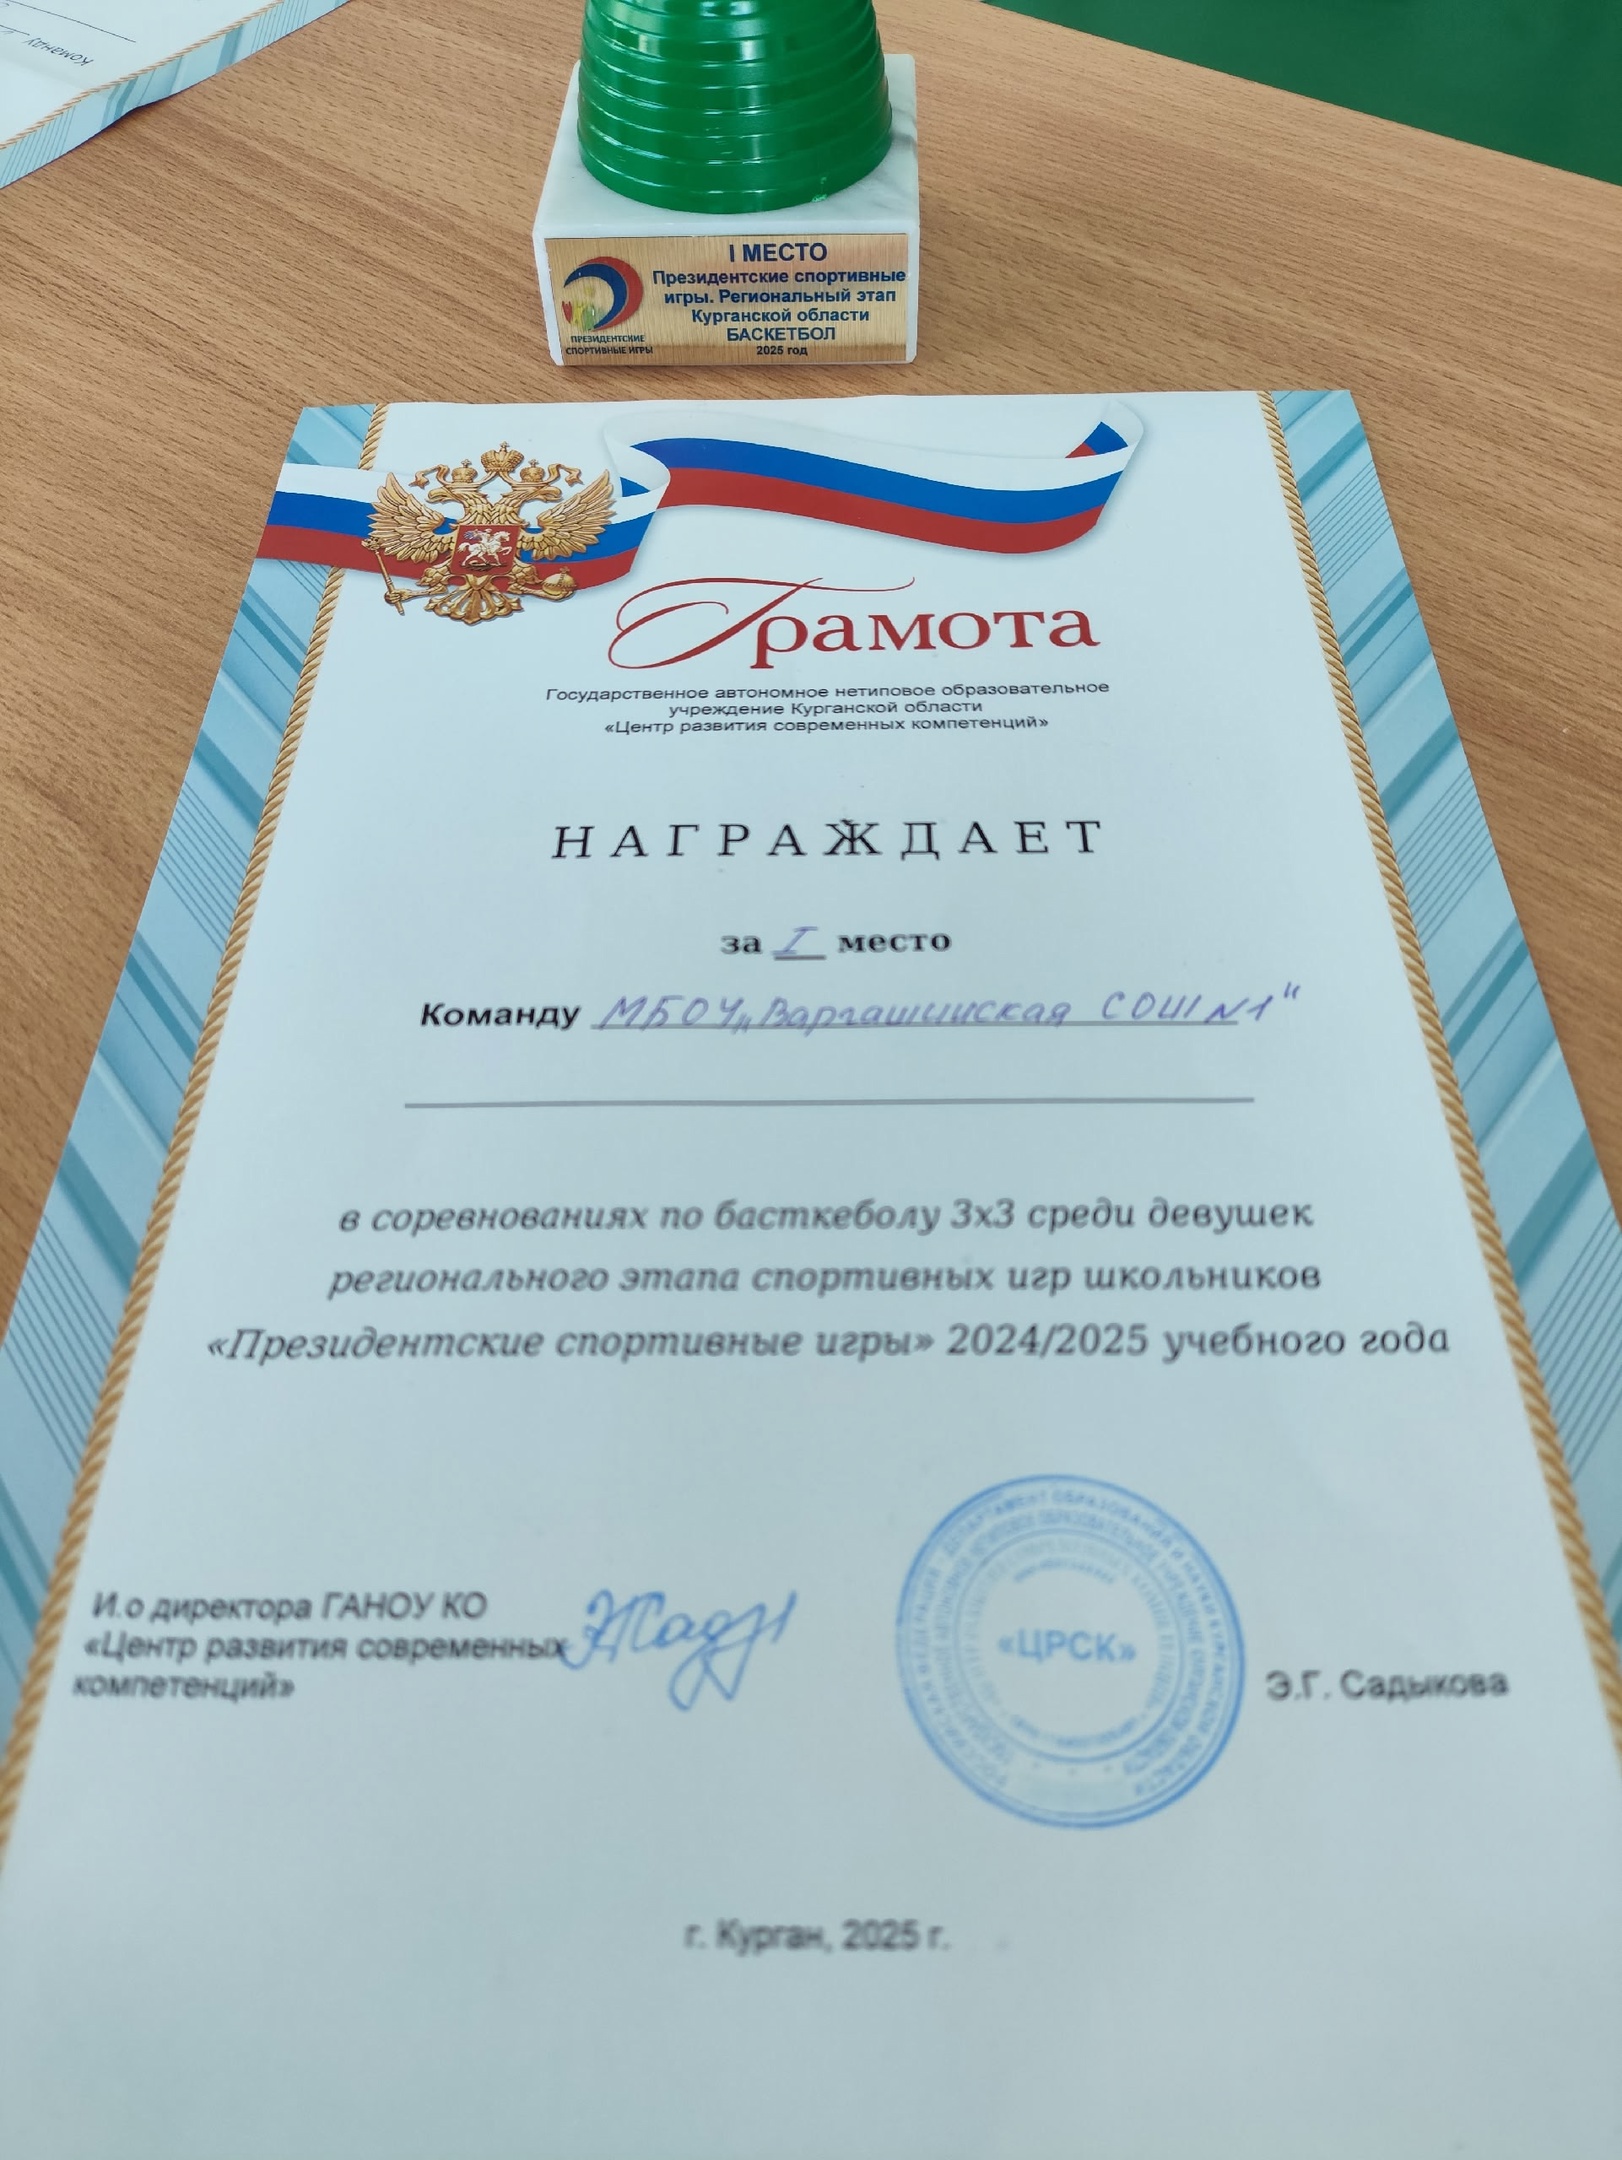 Команду
I МЕСТО
Президентские спортивные
игры. Региональный этап
Курганской области
БАСКЕТБОЛ
2025 год
ПРЕЗИДЕНТСКИЕ
СПОРТИВНЫЕ ИГРЫ
Грамота
Государственное автономное нетиповое образовательное
учреждение Курганской области
«Центр развития современных компетенций»
НАГРАЖДАЕТ
за I место
Команду МБОУ „Варгашинская СОШ №1"
в соревнованиях по басткеболу 3х3 среди девушек
регионального этапа спортивных игр школьников
«Президентские спортивные игры» 2024/2025 учебного года
И.о директора ГАНОУ КО
«Центр развития современных
компетенций»
«ЦРСК»
Э.Г. Садыкова
г. Курган, 2025 г.